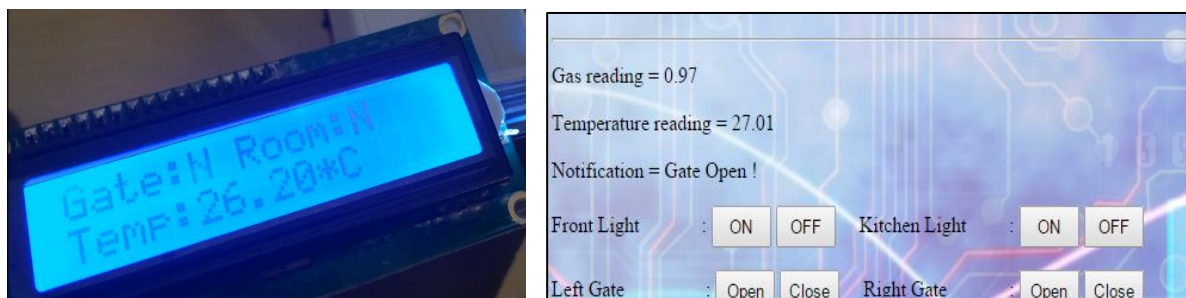 Gate:N Room:N
Temp:26.20*C
Gas reading = 0.97
Temperature reading = 27.01
Notification = Gate Open !
Front Light : ON OFF Kitchen Light : ON OFF
Left Gate : Open Close Right Gate : Open Close